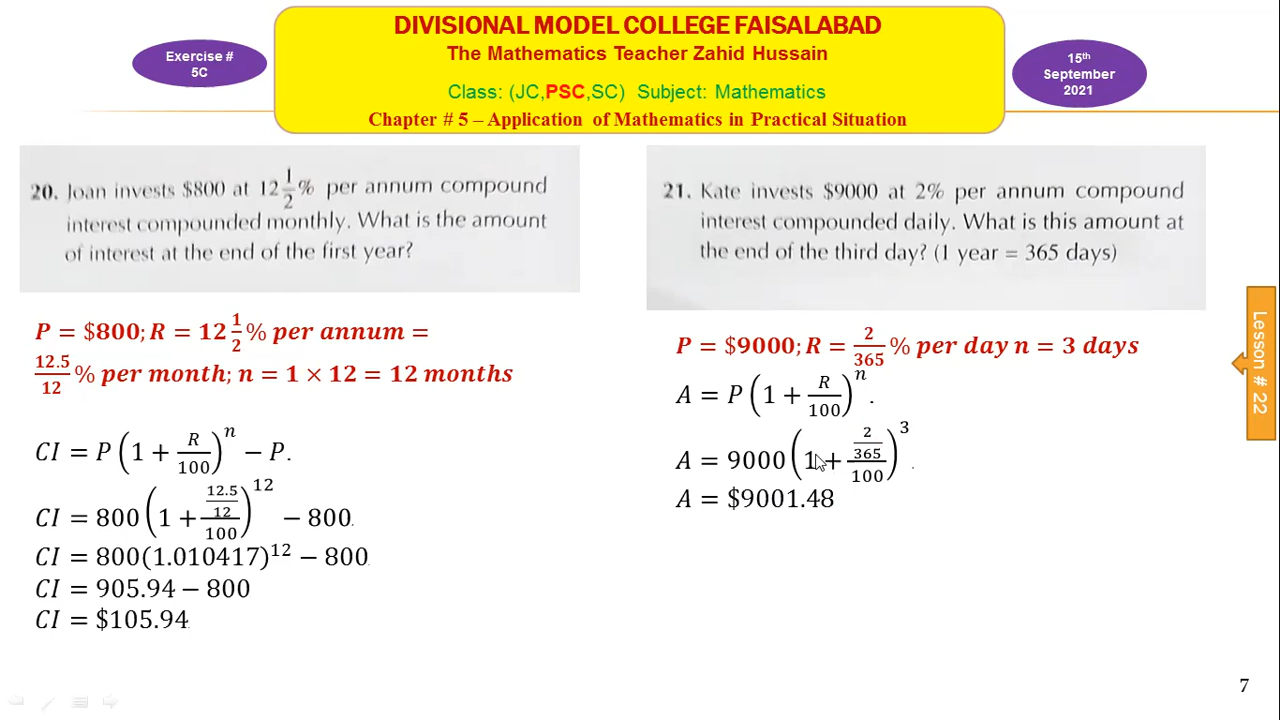 Exercise #
5C
DIVISIONAL MODEL COLLEGE FAISALABAD
The Mathematics Teacher Zahid Hussain
Class: (JC,PSC,SC) Subject: Mathematics
Chapter # 5 – Application of Mathematics in Practical Situation
15th
September
2021
20. Joan invests $800 at 12 1/2 % per annum compound
interest compounded monthly. What is the amount
of interest at the end of the first year?
P = $800; R = 12 1/2 % per annum =
12.5/12 % per month; n = 1 × 12 = 12 months
CI = P (1 + R/100)^n − P.
CI = 800 (1 + (12.5/12)/100)^12 − 800.
CI = 800(1.010417)^12 − 800.
CI = 905.94 − 800
CI = $105.94.
21. Kate invests $9000 at 2% per annum compound
interest compounded daily. What is this amount at
the end of the third day? (1 year = 365 days)
P = $9000; R = 2/365 % per day n = 3 days
A = P (1 + R/100)^n.
A = 9000 (1 + (2/365)/100)^3.
A = $9001.48
Lesson # 22
7